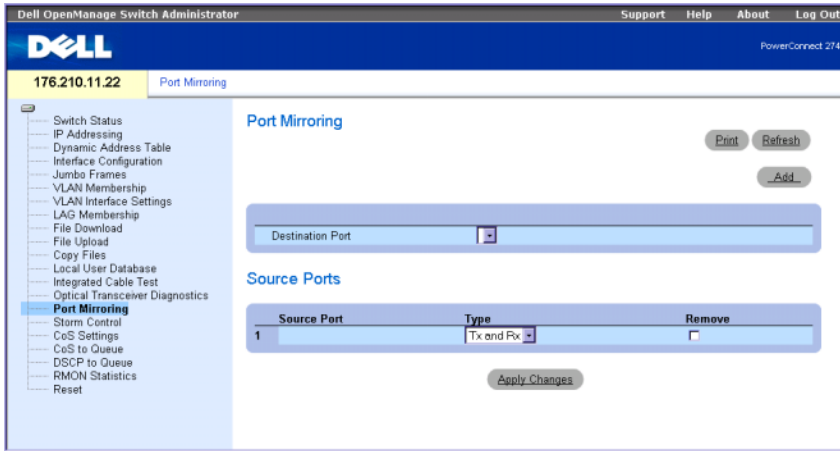 Dell OpenManage Switch Administrator
Support Help About Log Out
DELL
PowerConnect 274
176.210.11.22
Port Mirroring
Switch Status
IP Addressing
Dynamic Address Table
Interface Configuration
Jumbo Frames
VLAN Membership
VLAN Interface Settings
LAG Membership
File Download
File Upload
Copy Files
Local User Database
Integrated Cable Test
Optical Transceiver Diagnostics
Port Mirroring
Storm Control
CoS Settings
CoS to Queue
DSCP to Queue
RMON Statistics
Reset
Port Mirroring
Print Refresh
Add
Destination Port
Source Ports
Source Port Type Remove
1 Tx and Rx
Apply Changes